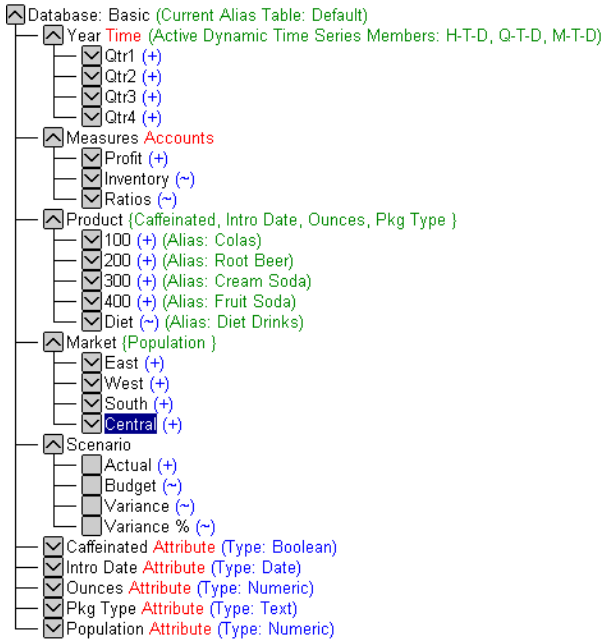 Database: Basic (Current Alias Table: Default)
Year Time (Active Dynamic Time Series Members: H-T-D, Q-T-D, M-T-D)
Qtr1 (+)
Qtr2 (+)
Qtr3 (+)
Qtr4 (+)
Measures Accounts
Profit (+)
Inventory (~)
Ratios (~)
Product {Caffeinated, Intro Date, Ounces, Pkg Type }
100 (+) (Alias: Colas)
200 (+) (Alias: Root Beer)
300 (+) (Alias: Cream Soda)
400 (+) (Alias: Fruit Soda)
Diet (~) (Alias: Diet Drinks)
Market {Population }
East (+)
West (+)
South (+)
Central (+)
Scenario
Actual (+)
Budget (~)
Variance (~)
Variance % (~)
Caffeinated Attribute (Type: Boolean)
Intro Date Attribute (Type: Date)
Ounces Attribute (Type: Numeric)
Pkg Type Attribute (Type: Text)
Population Attribute (Type: Numeric)